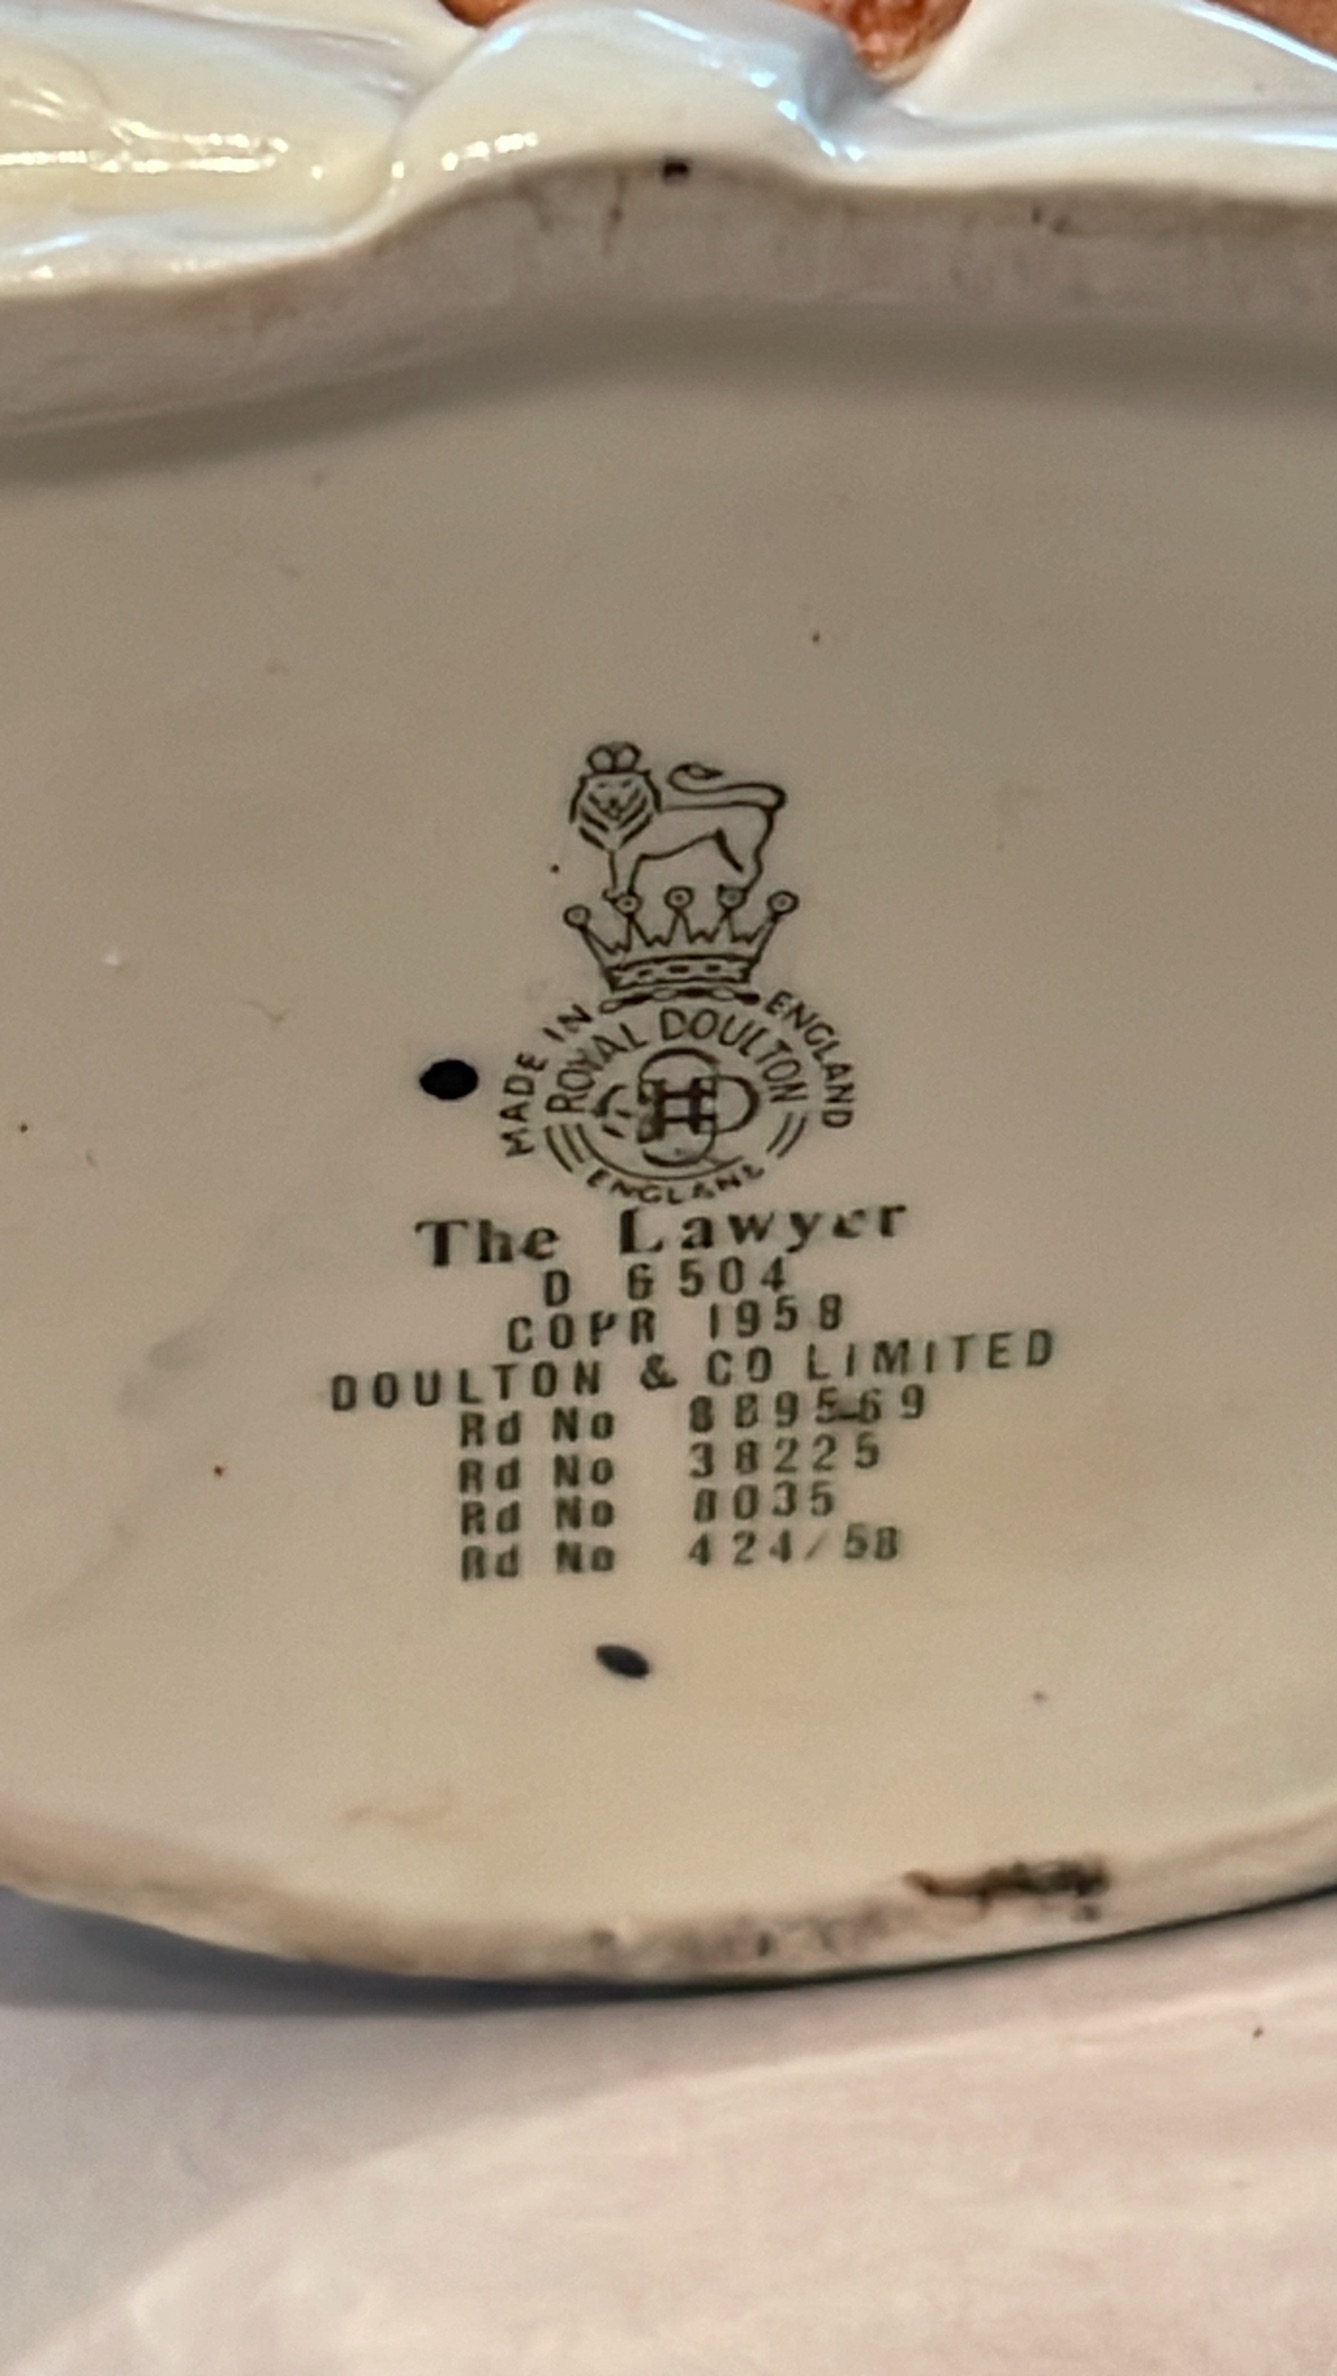 MADE IN ENGLAND
ROYAL DOULTON
ENGLAND
The Lawyer
D 6504
COPR 1958
DOULTON & CO LIMITED
Rd No 889569
Rd No 38225
Rd No 8035
Rd No 424/58